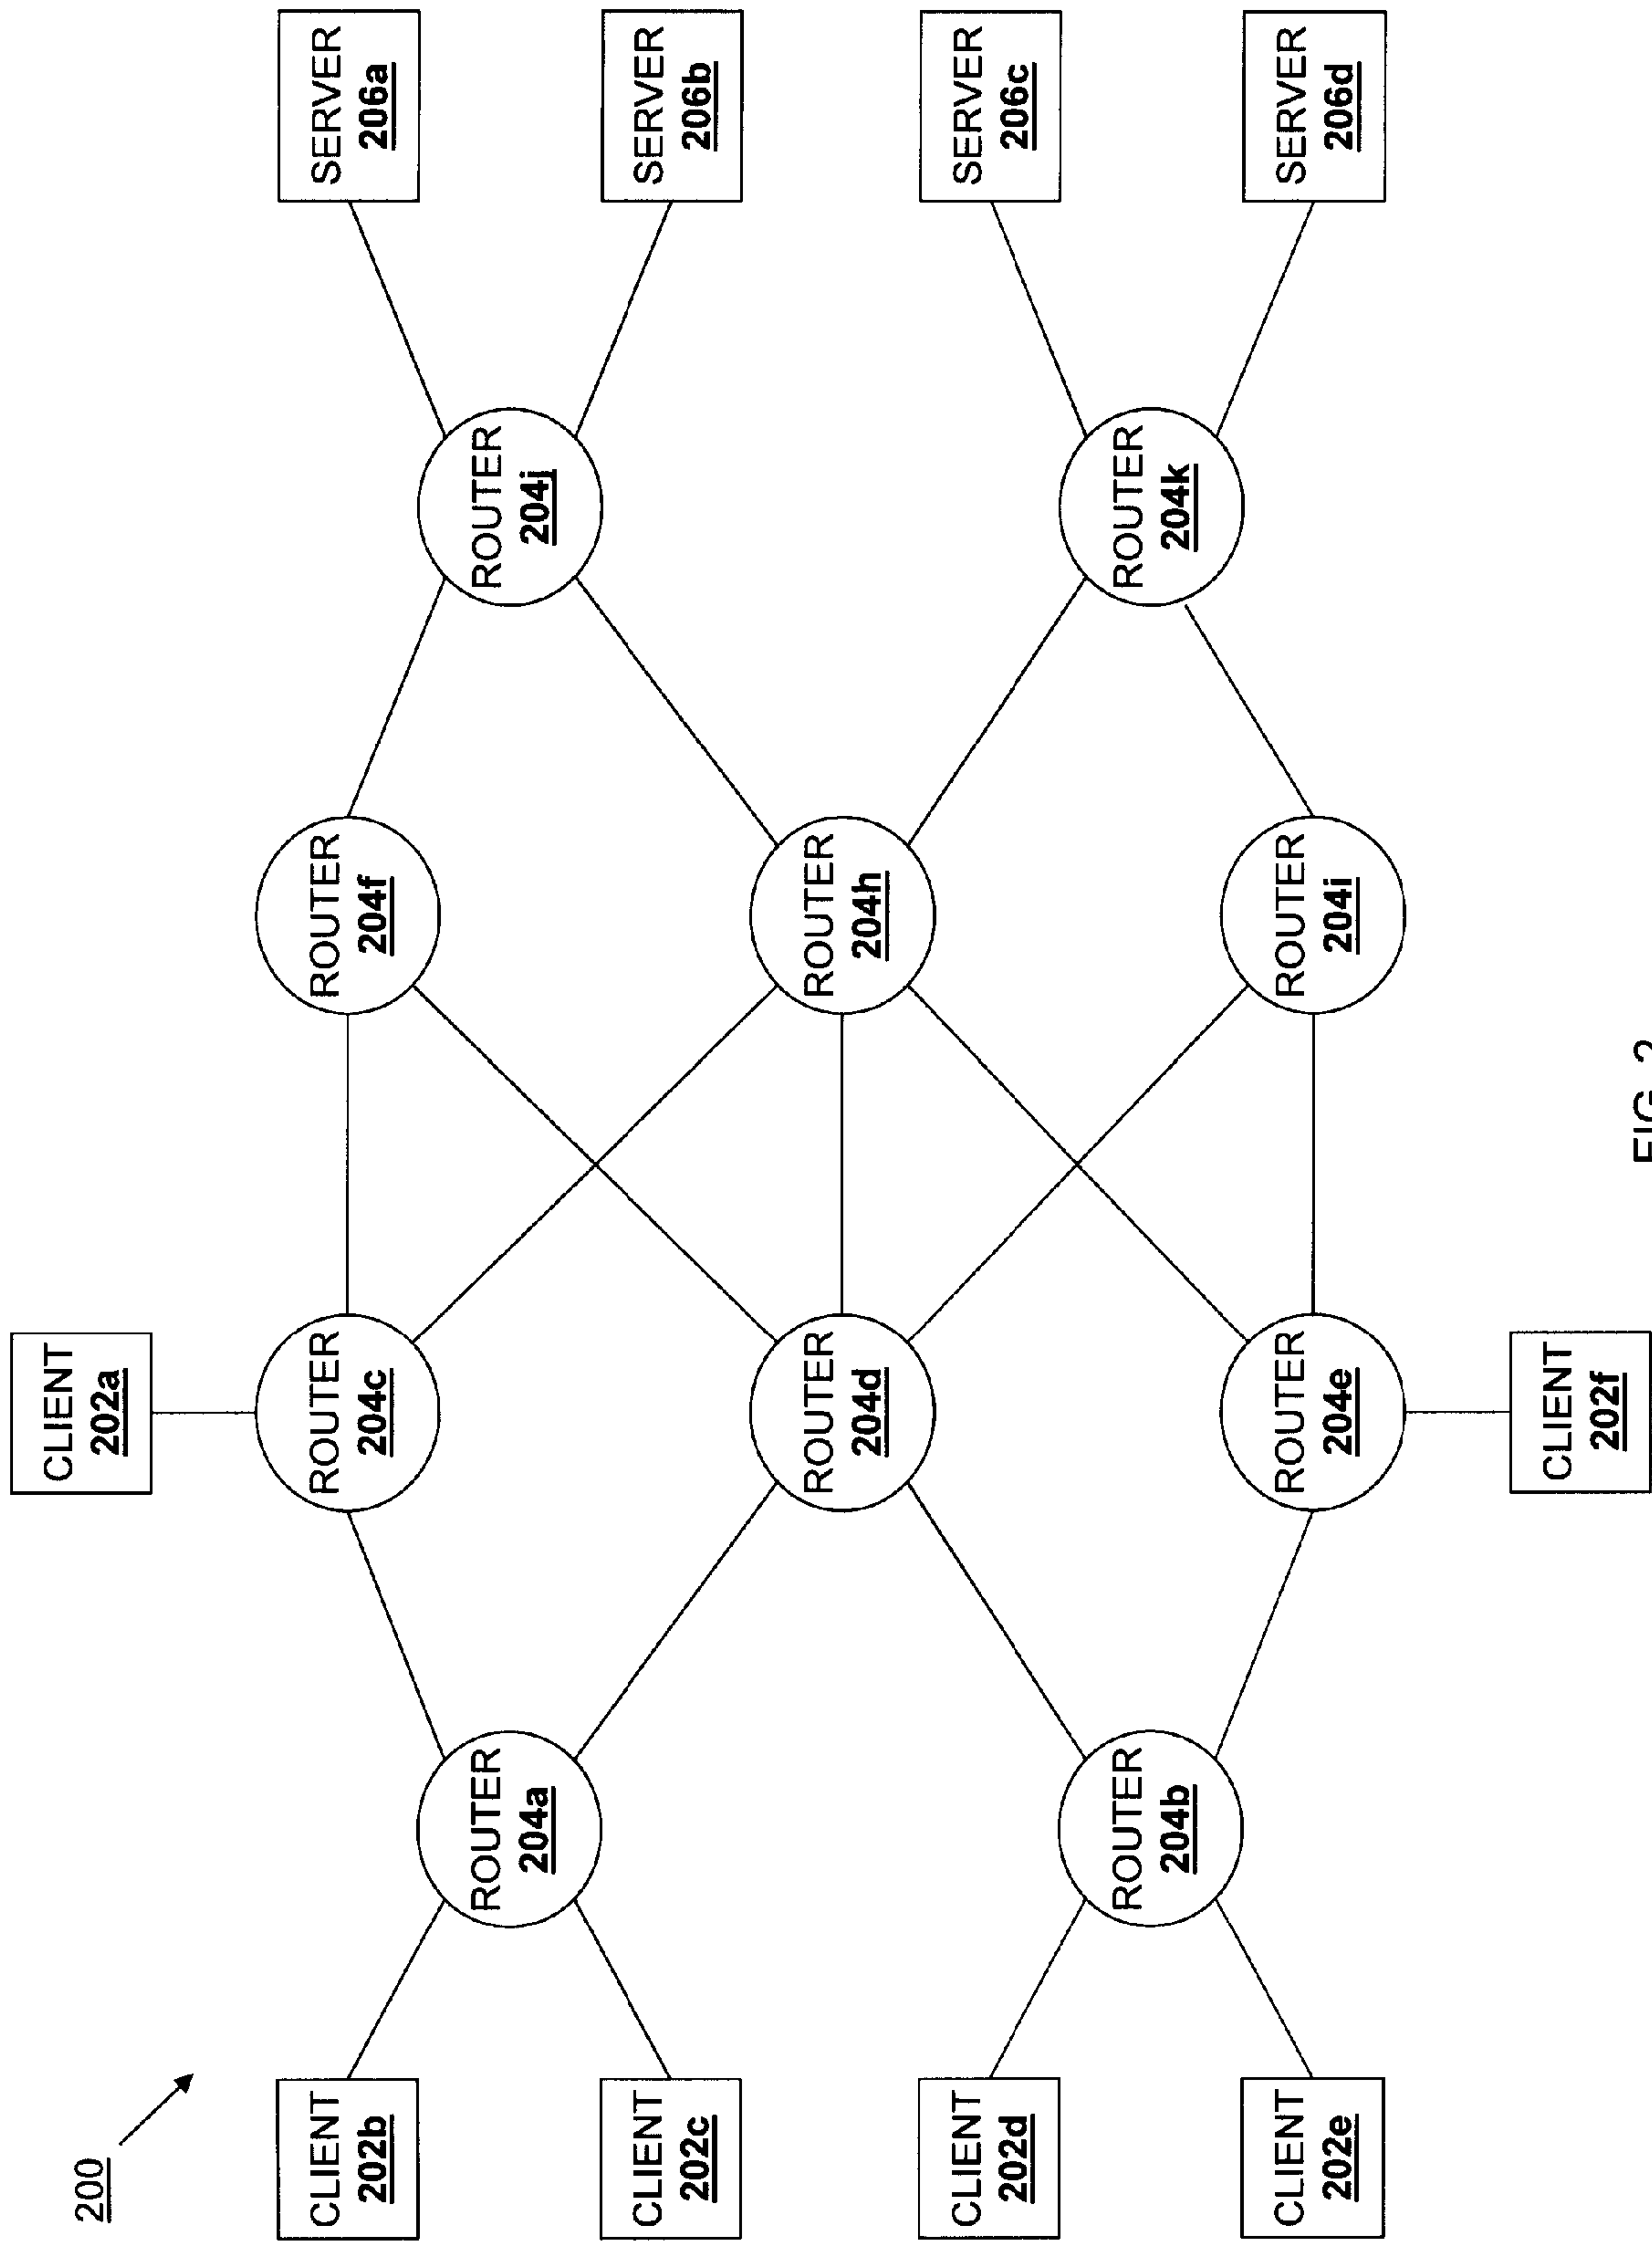 200
CLIENT
202a
CLIENT
202b
ROUTER
204c
ROUTER
204f
SERVER
206a
ROUTER
204a
ROUTER
204j
CLIENT
202c
SERVER
206b
ROUTER
204d
ROUTER
204h
CLIENT
202d
SERVER
206c
ROUTER
204b
ROUTER
204k
CLIENT
202e
ROUTER
204e
ROUTER
204i
SERVER
206d
CLIENT
202f
FIG. 2